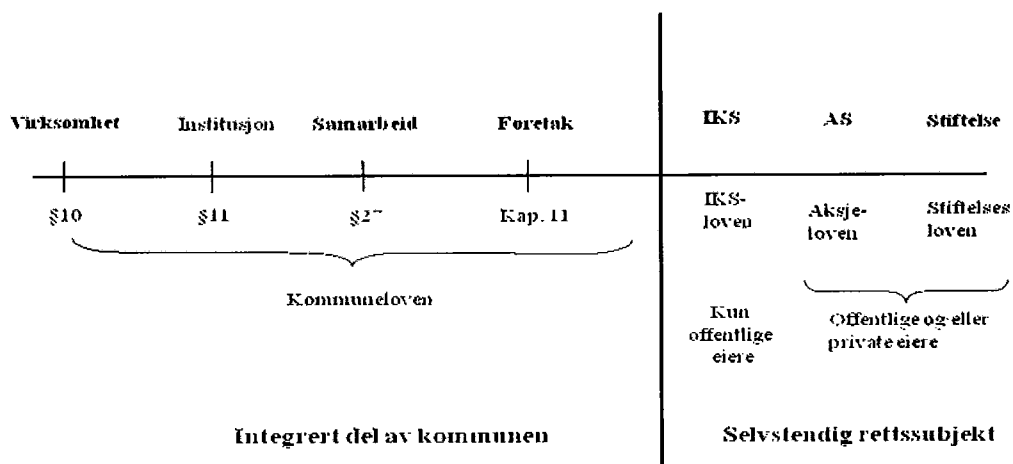 Virksomhet Institusjon Samarbeid Foretak IKS AS Stiftelse
§10 §11 §27 Kap. 11 IKS-
loven Aksje-
loven Stiftelses
loven
Kommuneloven
Kun
offentlige
eiere
Offentlige og eller
private eiere
Integrert del av kommunen Selvstendig rettssubjekt